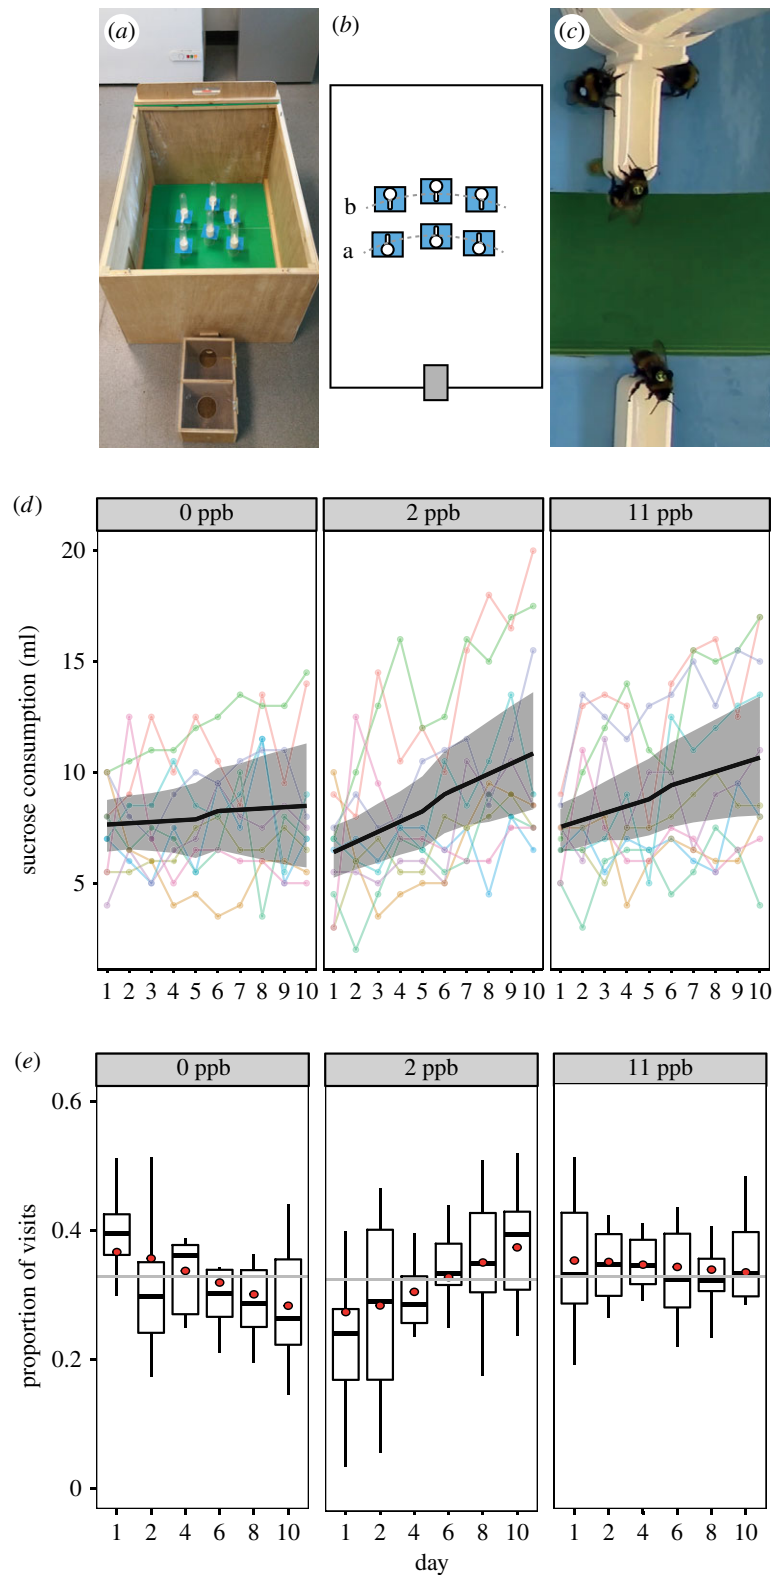 (a)
(b)
(c)
b
a
(d)
0 ppb 2 ppb 11 ppb
sucrose consumption (ml)
20
15
10
5
1 2 3 4 5 6 7 8 9 10 1 2 3 4 5 6 7 8 9 10 1 2 3 4 5 6 7 8 9 10
(e)
0 ppb 2 ppb 11 ppb
proportion of visits
0.6
0.4
0.2
0
1 2 4 6 8 10 1 2 4 6 8 10 1 2 4 6 8 10
day